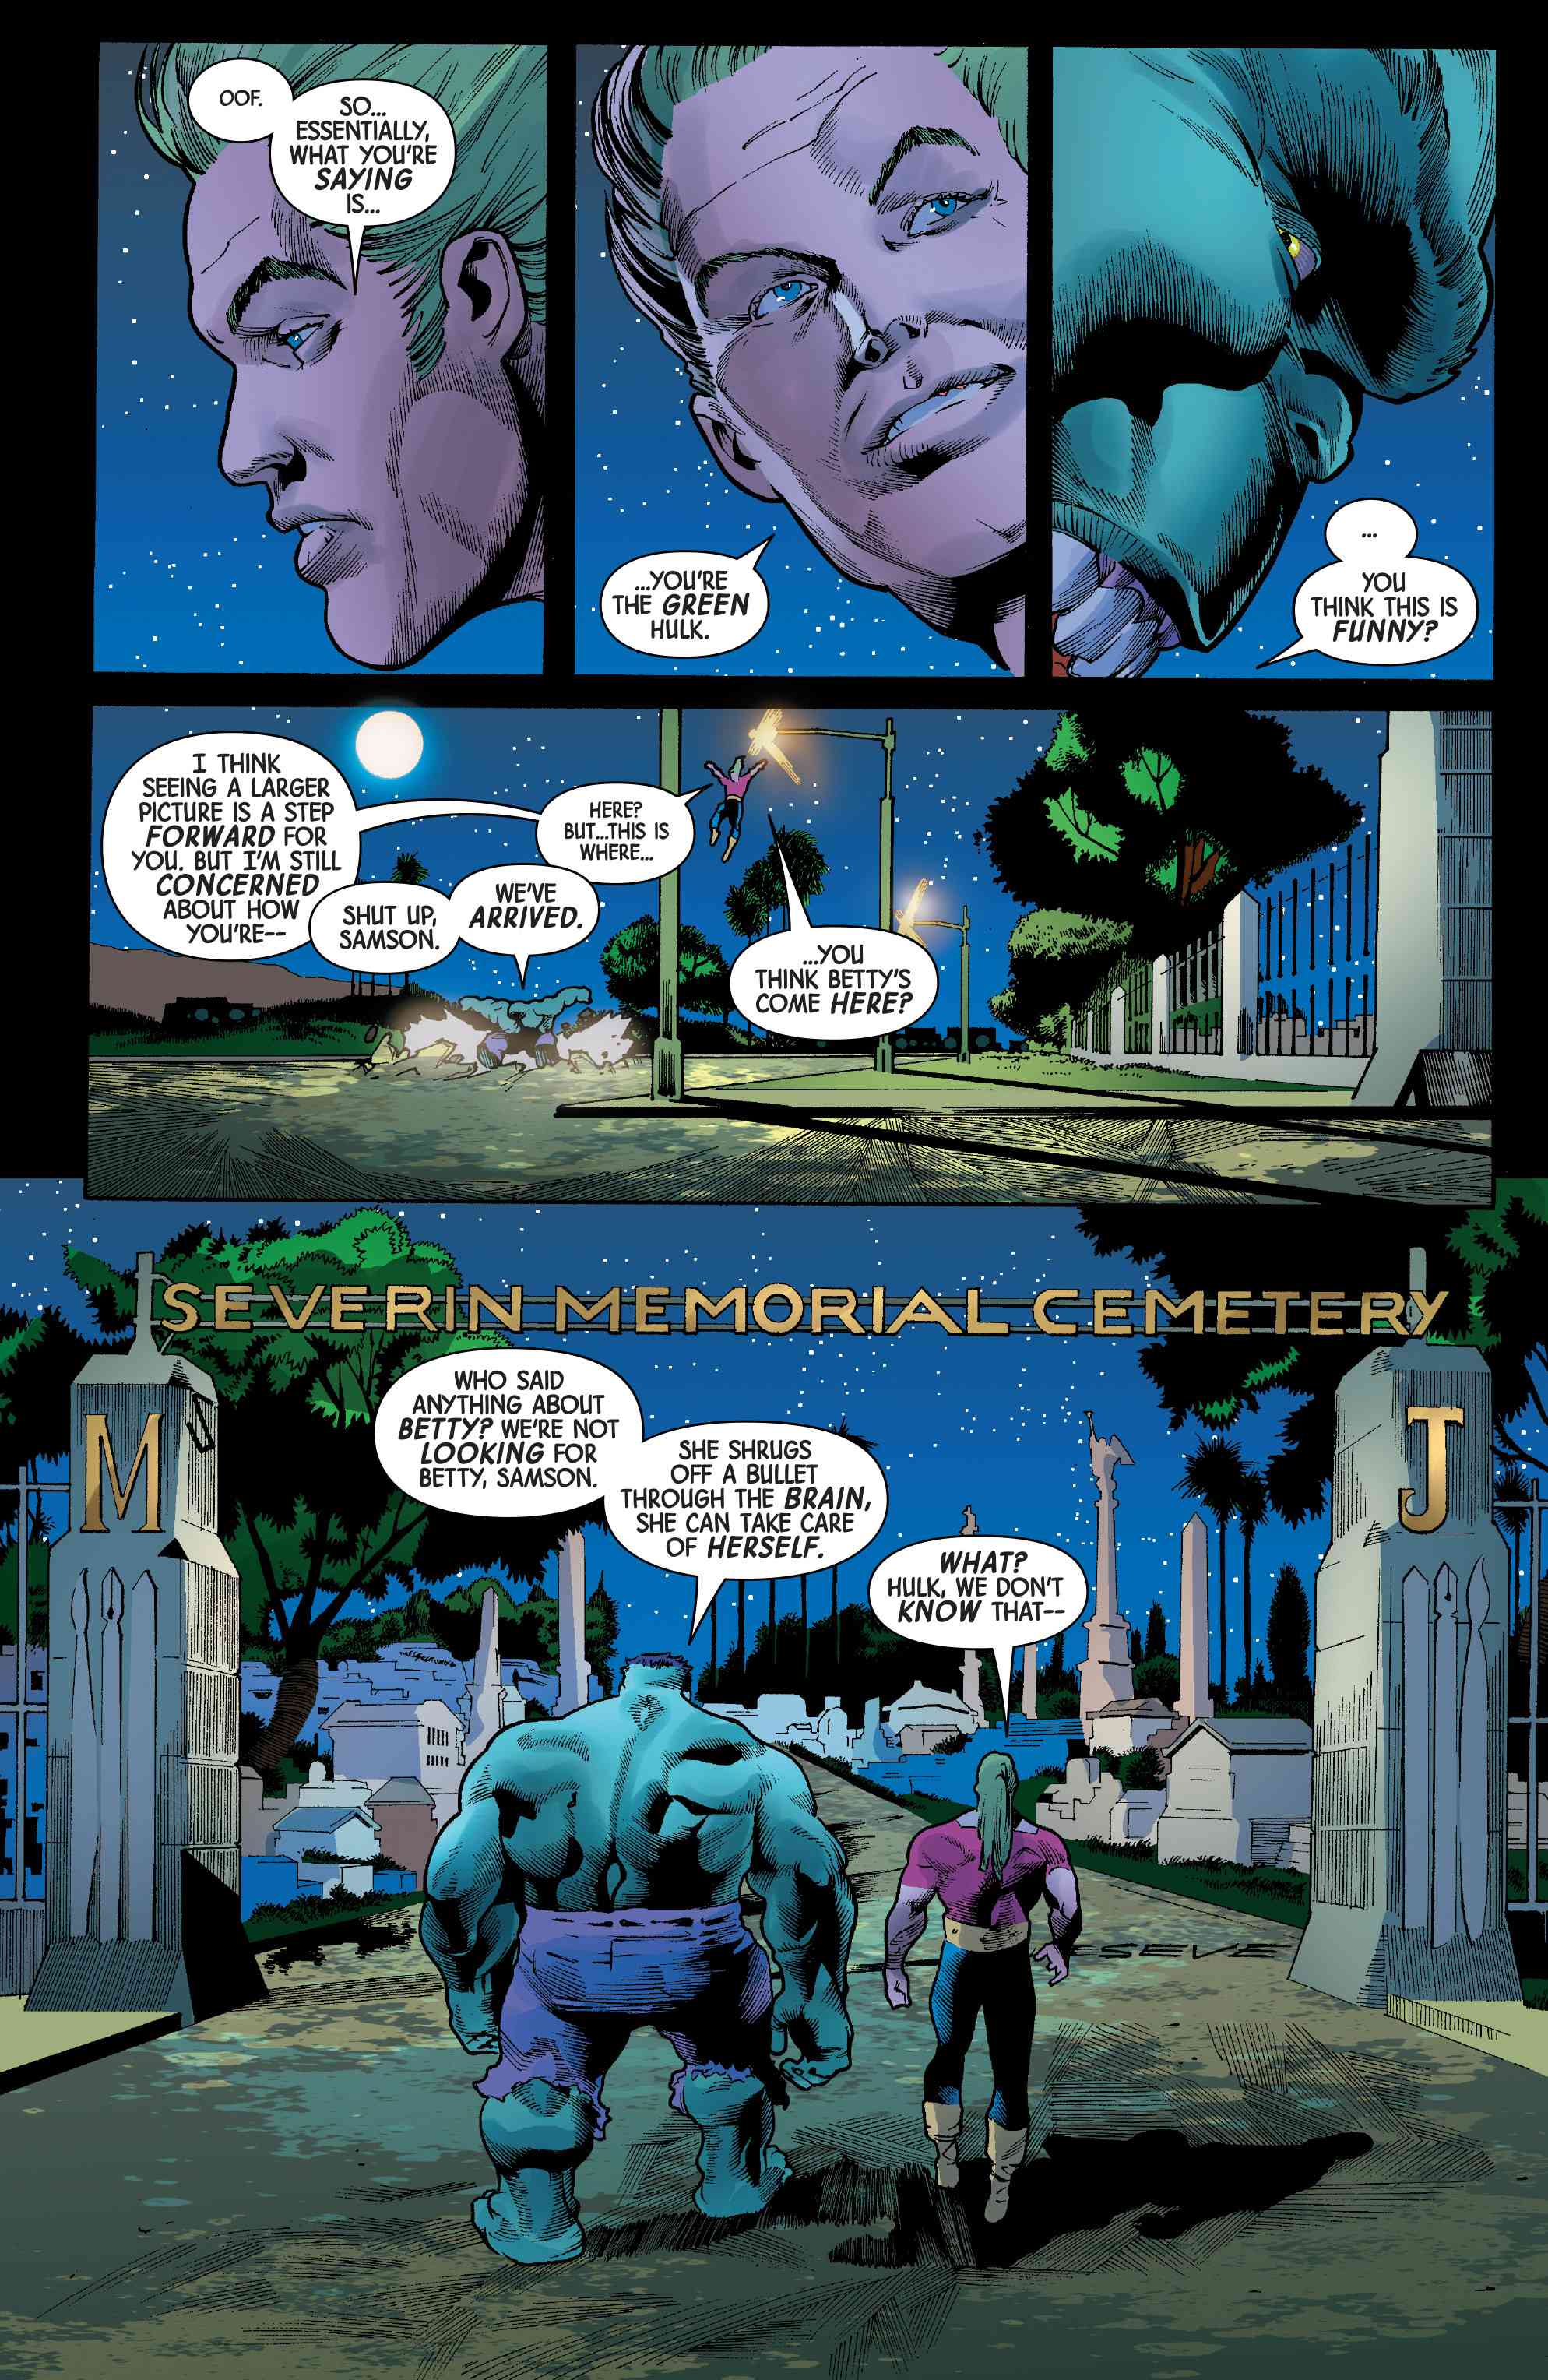 OOF.
SO...
ESSENTIALLY,
WHAT YOU'RE
SAYING
IS...
...YOU'RE
THE GREEN
HULK.
...
YOU
THINK THIS IS
FUNNY?
I THINK
SEEING A LARGER
PICTURE IS A STEP
FORWARD FOR
YOU. BUT I'M STILL
CONCERNED
ABOUT HOW
YOU'RE--
SHUT UP,
SAMSON.
WE'VE
ARRIVED.
HERE?
BUT...THIS IS
WHERE...
...YOU
THINK BETTY'S
COME HERE?
SEVERIN MEMORIAL CEMETERY
M
S
J
WHO SAID
ANYTHING ABOUT
BETTY? WE'RE NOT
LOOKING FOR
BETTY, SAMSON.
SHE SHRUGS
OFF A BULLET
THROUGH THE BRAIN,
SHE CAN TAKE CARE
OF HERSELF.
WHAT?
HULK, WE DON'T
KNOW THAT--
SEVE